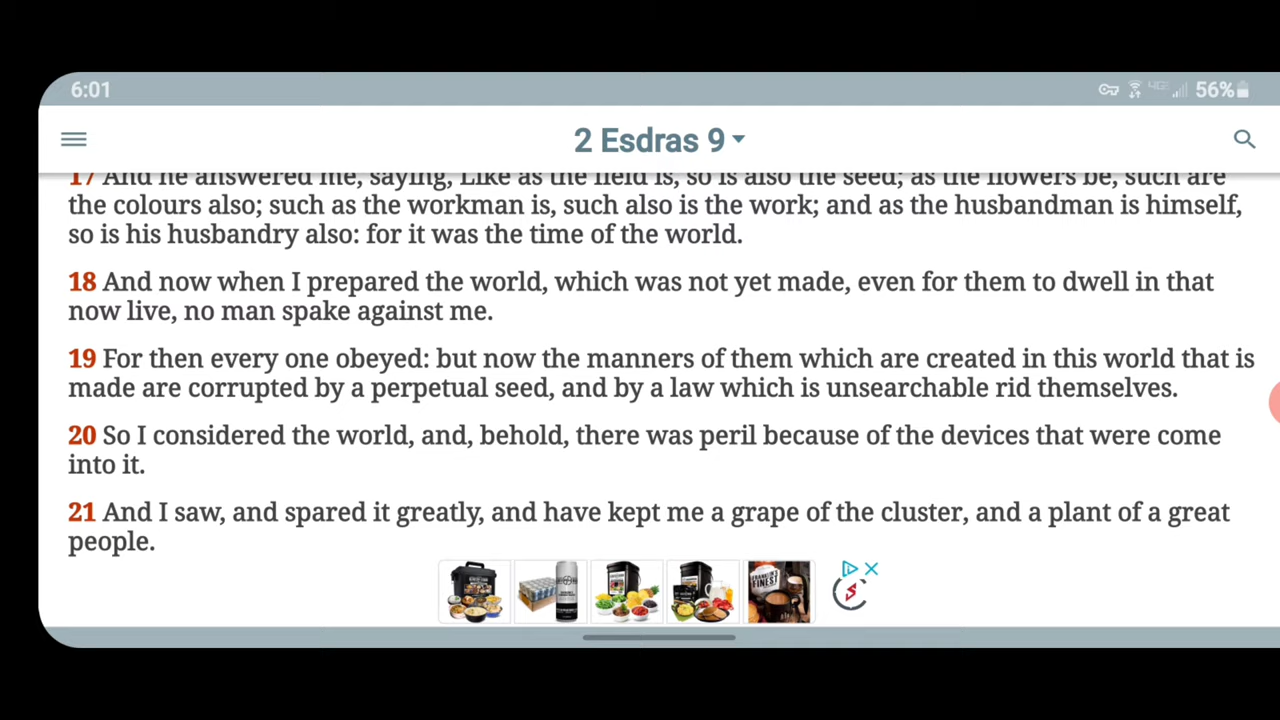 6:01
4G
56%
2 Esdras 9
17 And he answered me, saying, Like as the field is, so is also the seed; as the flowers be, such are
the colours also; such as the workman is, such also is the work; and as the husbandman is himself,
so is his husbandry also: for it was the time of the world.
18 And now when I prepared the world, which was not yet made, even for them to dwell in that
now live, no man spake against me.
19 For then every one obeyed: but now the manners of them which are created in this world that is
made are corrupted by a perpetual seed, and by a law which is unsearchable rid themselves.
20 So I considered the world, and, behold, there was peril because of the devices that were come
into it.
21 And I saw, and spared it greatly, and have kept me a grape of the cluster, and a plant of a great
people.
FINEST